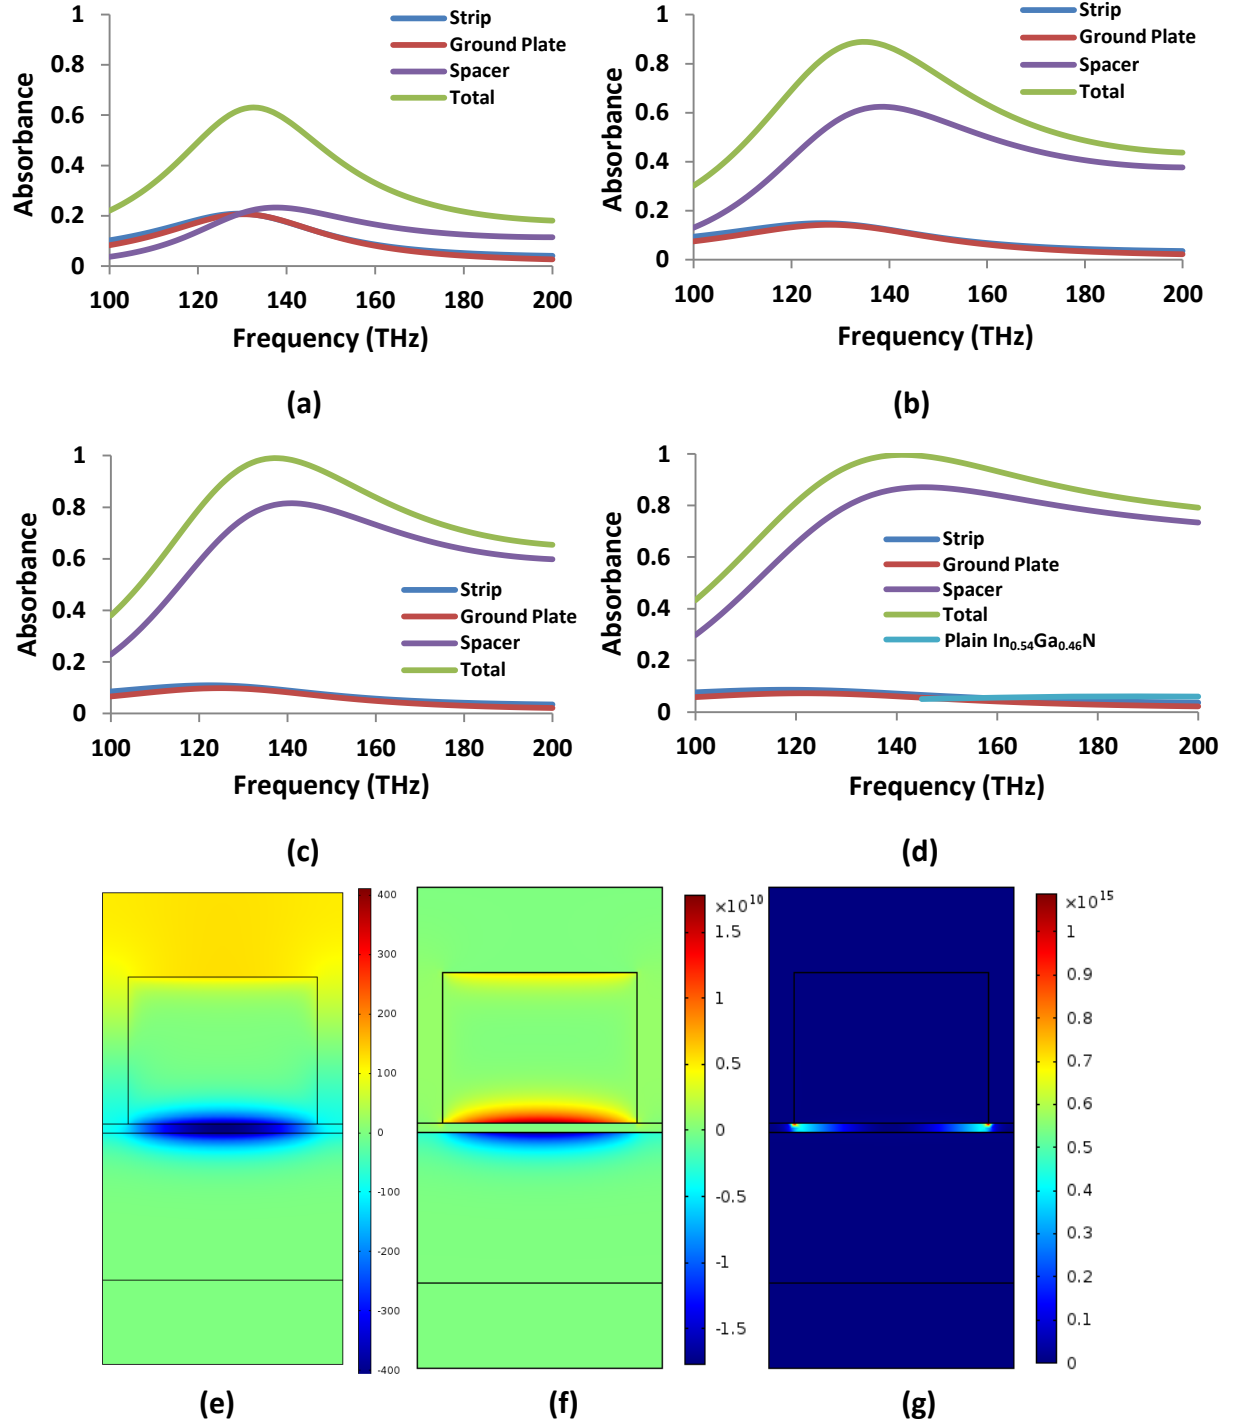 Absorbance
1
0.8
0.6
0.4
0.2
0
100 120 140 160 180 200
Frequency (THz)
Strip
Ground Plate
Spacer
Total
(a)
Absorbance
1
0.8
0.6
0.4
0.2
0
100 120 140 160 180 200
Frequency (THz)
Strip
Ground Plate
Spacer
Total
(b)
Absorbance
1
0.8
0.6
0.4
0.2
0
100 120 140 160 180 200
Frequency (THz)
Strip
Ground Plate
Spacer
Total
(c)
Absorbance
1
0.8
0.6
0.4
0.2
0
100 120 140 160 180 200
Frequency (THz)
Strip
Ground Plate
Spacer
Total
Plain In₀.₅₄Ga₀.₄₆N
(d)
400
300
200
100
0
-100
-200
-300
-400
(e)
×10¹⁰
1.5
1
0.5
0
-0.5
-1
-1.5
(f)
×10¹⁵
1
0.9
0.8
0.7
0.6
0.5
0.4
0.3
0.2
0.1
0
(g)